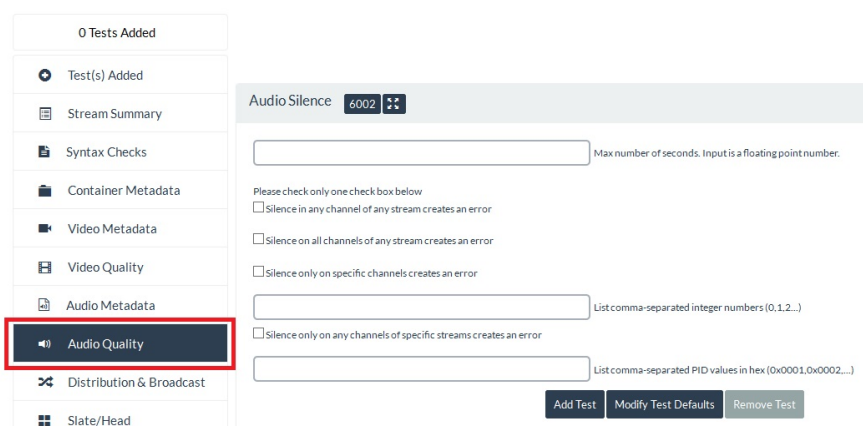 0 Tests Added
Test(s) Added
Stream Summary
Syntax Checks
Container Metadata
Video Metadata
Video Quality
Audio Metadata
Audio Quality
Distribution & Broadcast
Slate/Head
Audio Silence 6002
Max number of seconds. Input is a floating point number.
Please check only one check box below
Silence in any channel of any stream creates an error
Silence on all channels of any stream creates an error
Silence only on specific channels creates an error
List comma-separated integer numbers (0,1,2...)
Silence only on any channels of specific streams creates an error
List comma-separated PID values in hex (0x0001,0x0002,...)
Add Test Modify Test Defaults Remove Test